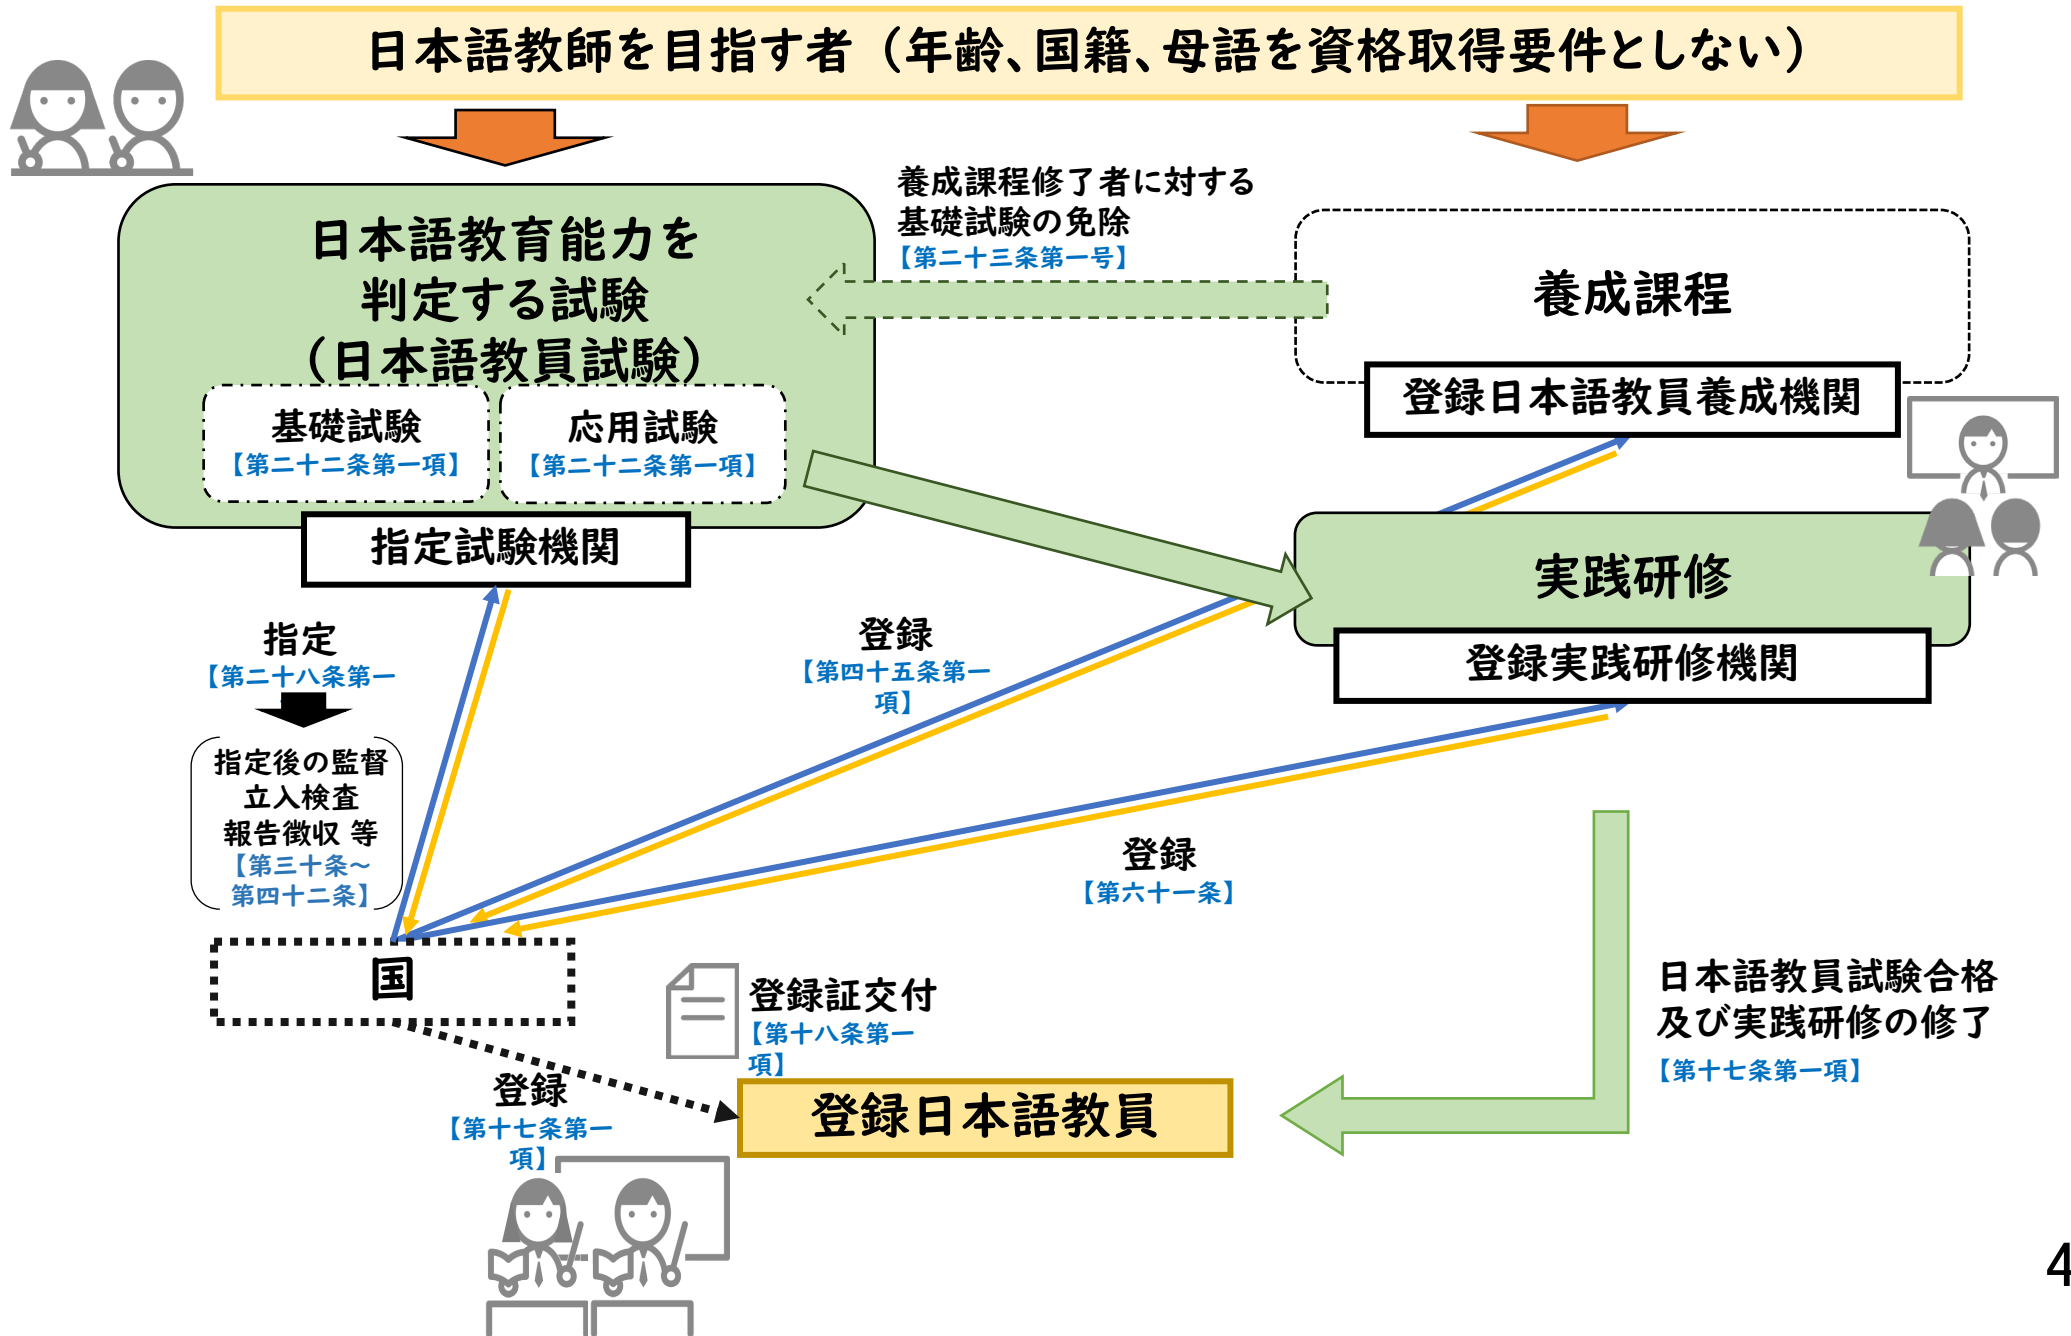 日本語教師を目指す者（年齢、国籍、母語を資格取得要件としない）
養成課程修了者に対する
基礎試験の免除
【第二十三条第一号】
日本語教育能力を
判定する試験
（日本語教員試験）
基礎試験
【第二十二条第一項】
応用試験
【第二十二条第一項】
指定試験機関
養成課程
登録日本語教員養成機関
実践研修
登録実践研修機関
指定
【第二十八条第一
指定後の監督
立入検査
報告徴収 等
【第三十条～
第四十二条】
登録
【第四十五条第一
項】
登録
【第六十一条】
国
登録証交付
【第十八条第一
項】
登録
【第十七条第一
項】
登録日本語教員
日本語教員試験合格
及び実践研修の修了
【第十七条第一項】
4